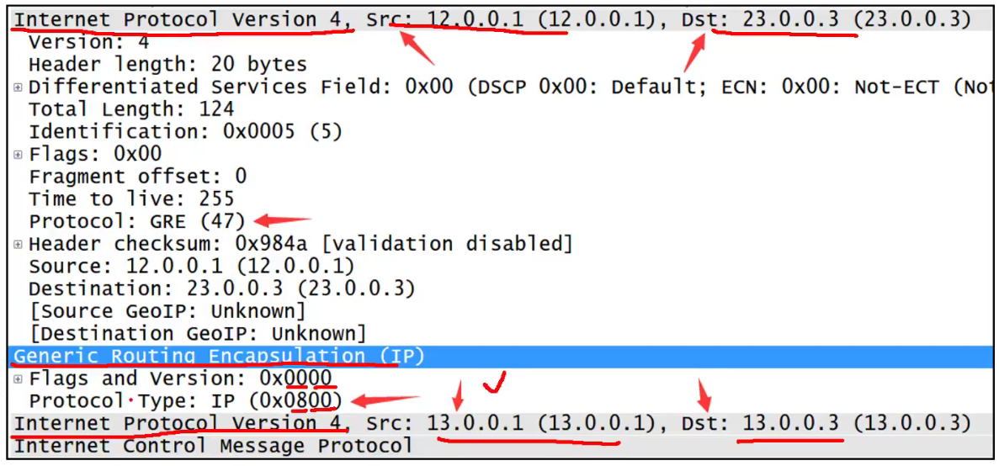 Internet Protocol Version 4, Src: 12.0.0.1 (12.0.0.1), Dst: 23.0.0.3 (23.0.0.3)
Version: 4
Header length: 20 bytes
Differentiated Services Field: 0x00 (DSCP 0x00: Default; ECN: 0x00: Not-ECT (Not
Total Length: 124
Identification: 0x0005 (5)
Flags: 0x00
Fragment offset: 0
Time to live: 255
Protocol: GRE (47)
Header checksum: 0x984a [validation disabled]
Source: 12.0.0.1 (12.0.0.1)
Destination: 23.0.0.3 (23.0.0.3)
[Source GeoIP: Unknown]
[Destination GeoIP: Unknown]
Generic Routing Encapsulation (IP)
Flags and Version: 0x0000
Protocol Type: IP (0x0800)
Internet Protocol Version 4, Src: 13.0.0.1 (13.0.0.1), Dst: 13.0.0.3 (13.0.0.3)
Internet Control Message Protocol